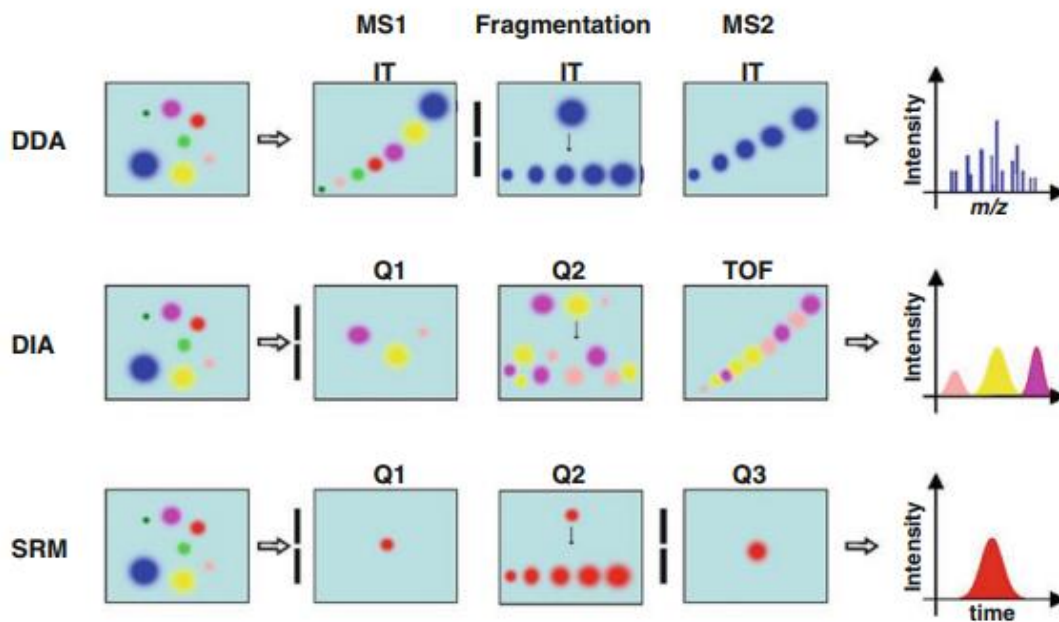 MS1 Fragmentation MS2
IT IT IT
DDA
Intensity
m/z
Q1 Q2 TOF
DIA
Intensity
Q1 Q2 Q3
SRM
Intensity
time